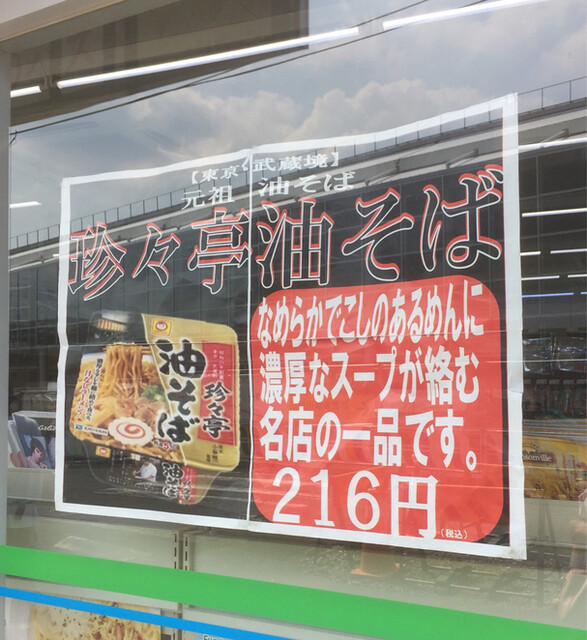 【東京 武蔵境】
元祖 油そば
珍々亭油そば
なめらかでこしのあるめんに
濃厚なスープが絡む
名店の一品です。
216円
(税込)
珍々亭
油そば
油そば